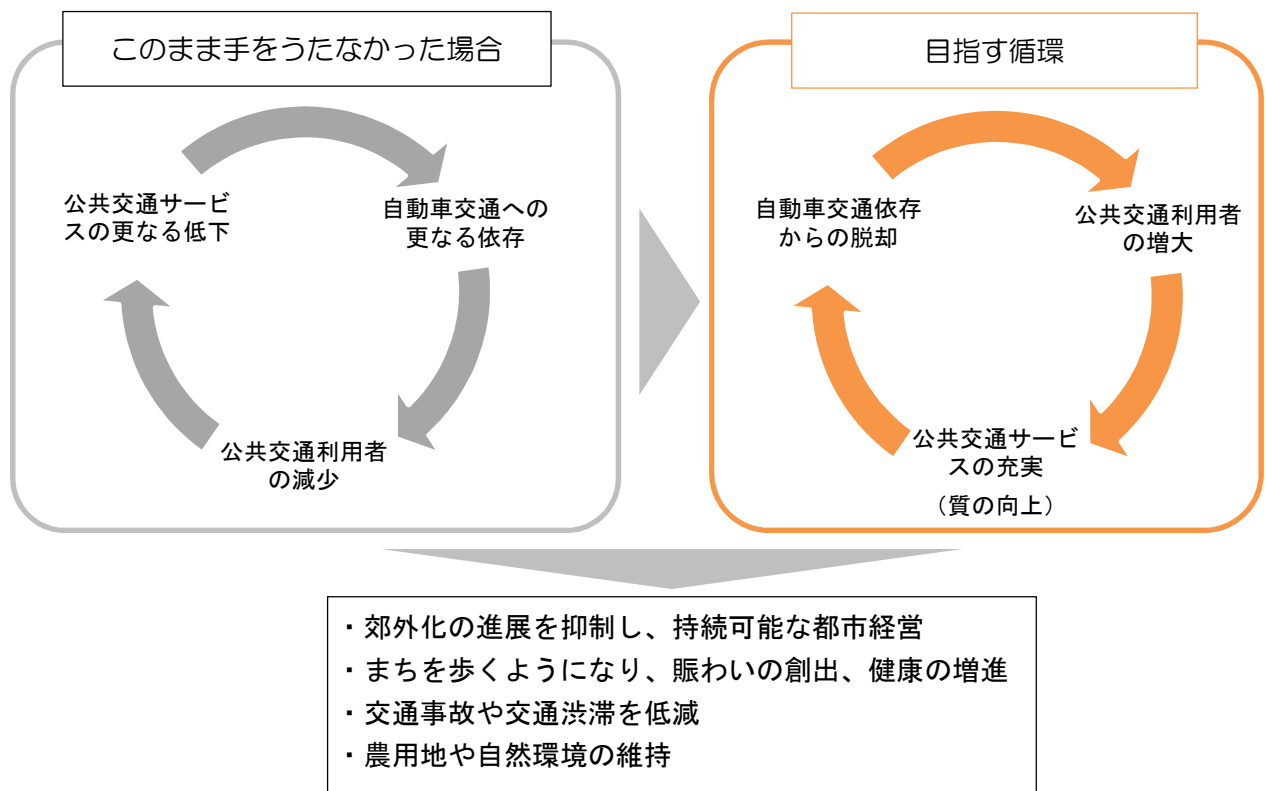 このまま手をうたなかった場合
公共交通サービ
スの更なる低下
自動車交通への
更なる依存
公共交通利用者
の減少
目指す循環
自動車交通依存
からの脱却
公共交通利用者
の増大
公共交通サービ
スの充実
（質の向上）
・郊外化の進展を抑制し、持続可能な都市経営
・まちを歩くようになり、賑わいの創出、健康の増進
・交通事故や交通渋滞を低減
・農用地や自然環境の維持